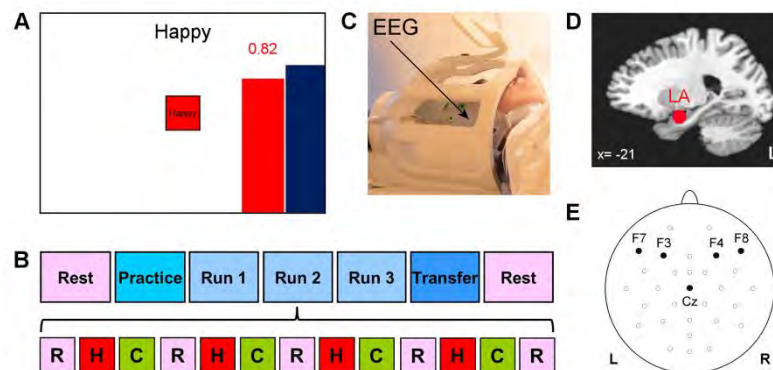 A
Happy
0.82
Happy
B
Rest Practice Run 1 Run 2 Run 3 Transfer Rest
R H C R H C R H C R H C R
C
EEG
D
LA
x= -21
L
E
F7 F3 F4 F8
Cz
L R